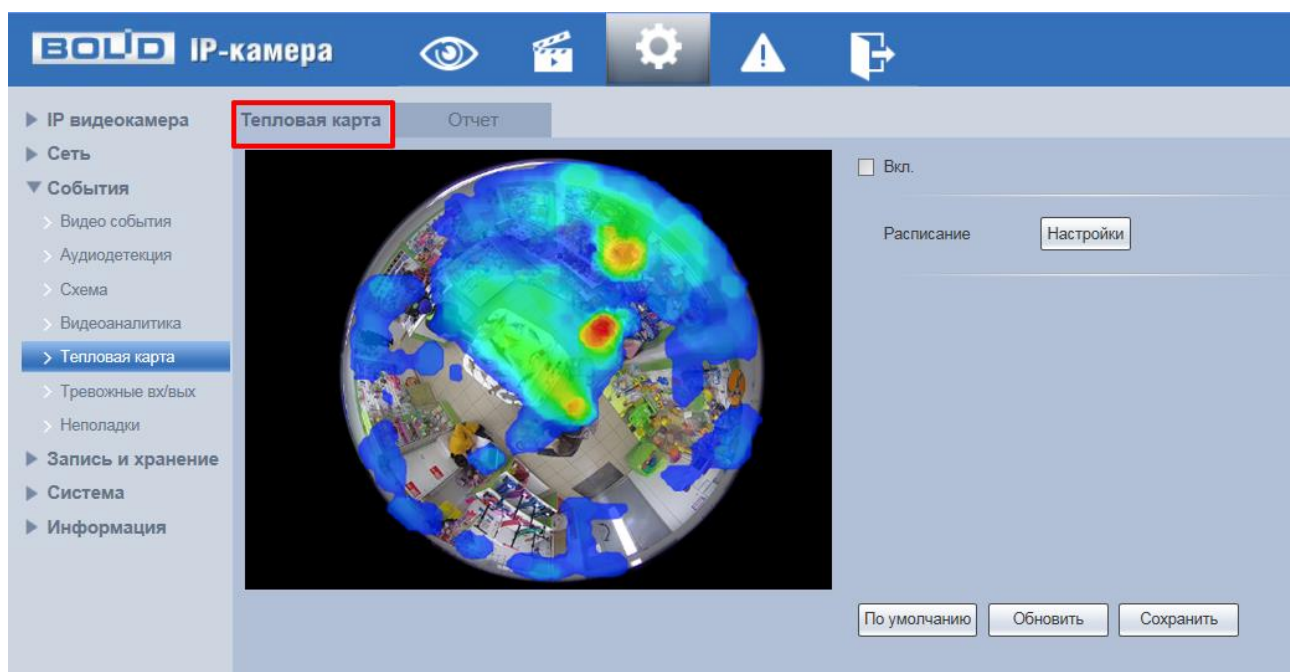 BOLID IP-камера
IP видеокамера
Сеть
События
Видео события
Аудиодетекция
Схема
Видеоаналитика
Тепловая карта
Тревожные вх/вых
Неполадки
Запись и хранение
Система
Информация
Тепловая карта Отчет
Вкл.
Расписание Настройки
По умолчанию Обновить Сохранить